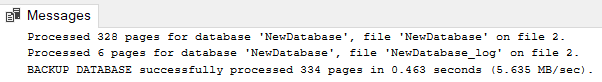 Messages
Processed 328 pages for database 'NewDatabase', file 'NewDatabase' on file 2.
Processed 6 pages for database 'NewDatabase', file 'NewDatabase_log' on file 2.
BACKUP DATABASE successfully processed 334 pages in 0.463 seconds (5.635 MB/sec).